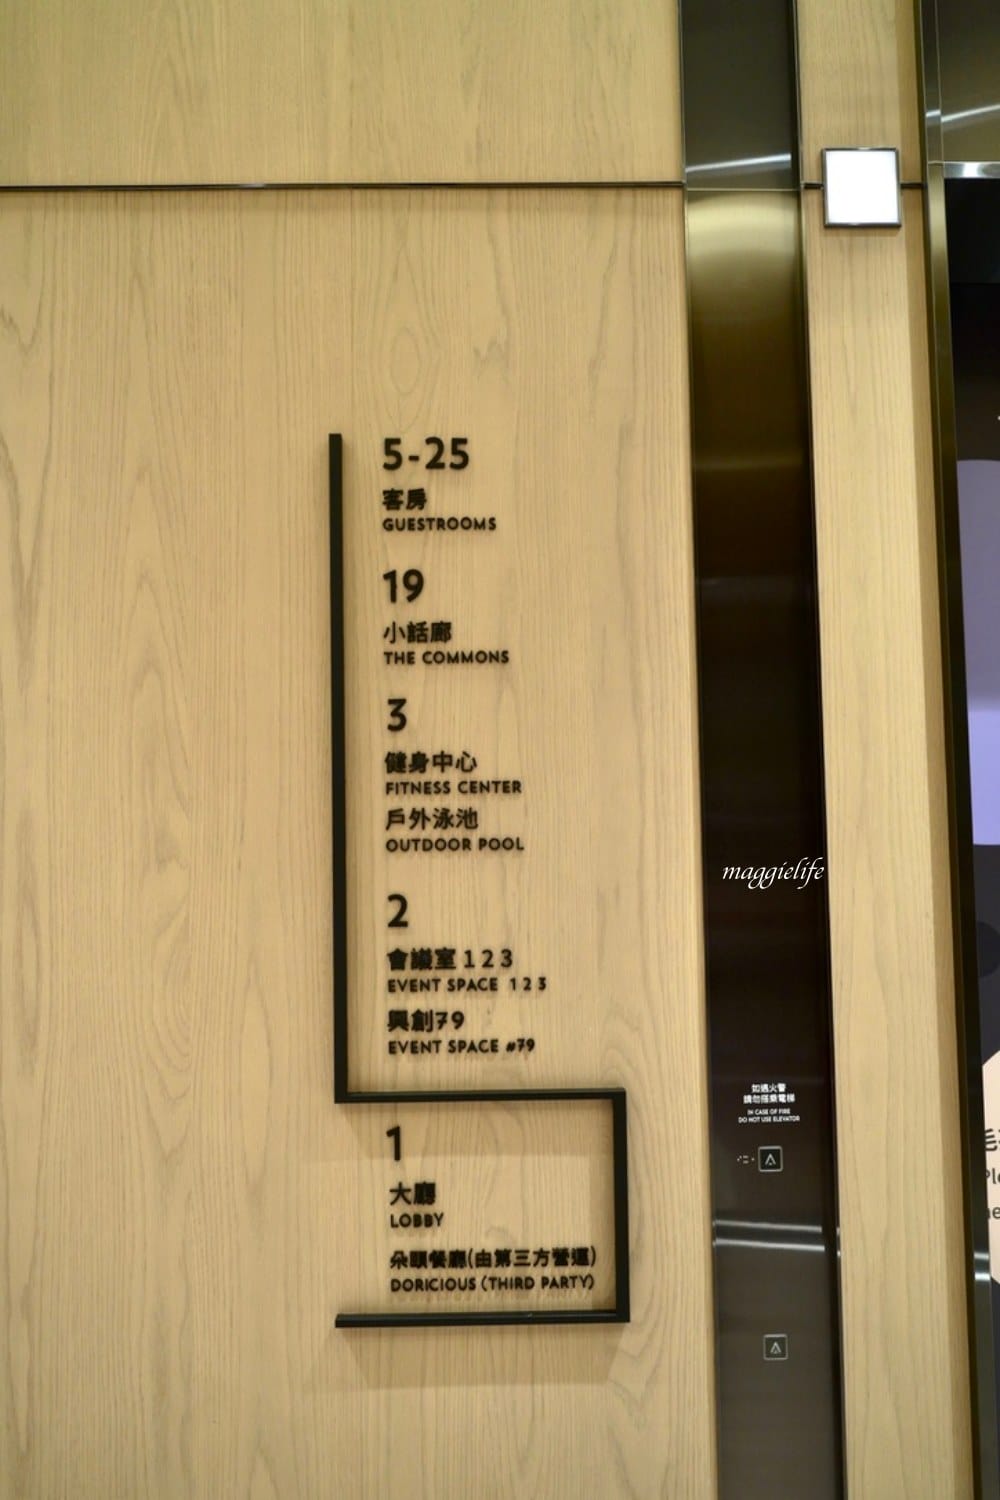 5-25
客房
GUESTROOMS
19
小話廊
THE COMMONS
3
健身中心
FITNESS CENTER
戶外泳池
OUTDOOR POOL
2
會議室 1 2 3
EVENT SPACE 1 2 3
興創79
EVENT SPACE #79
1
大廳
LOBBY
朵頤餐廳(由第三方營運)
DORICIOUS (THIRD PARTY)
maggielife
如遇火警
請勿搭乘電梯
IN CASE OF FIRE
DO NOT USE ELEVATOR